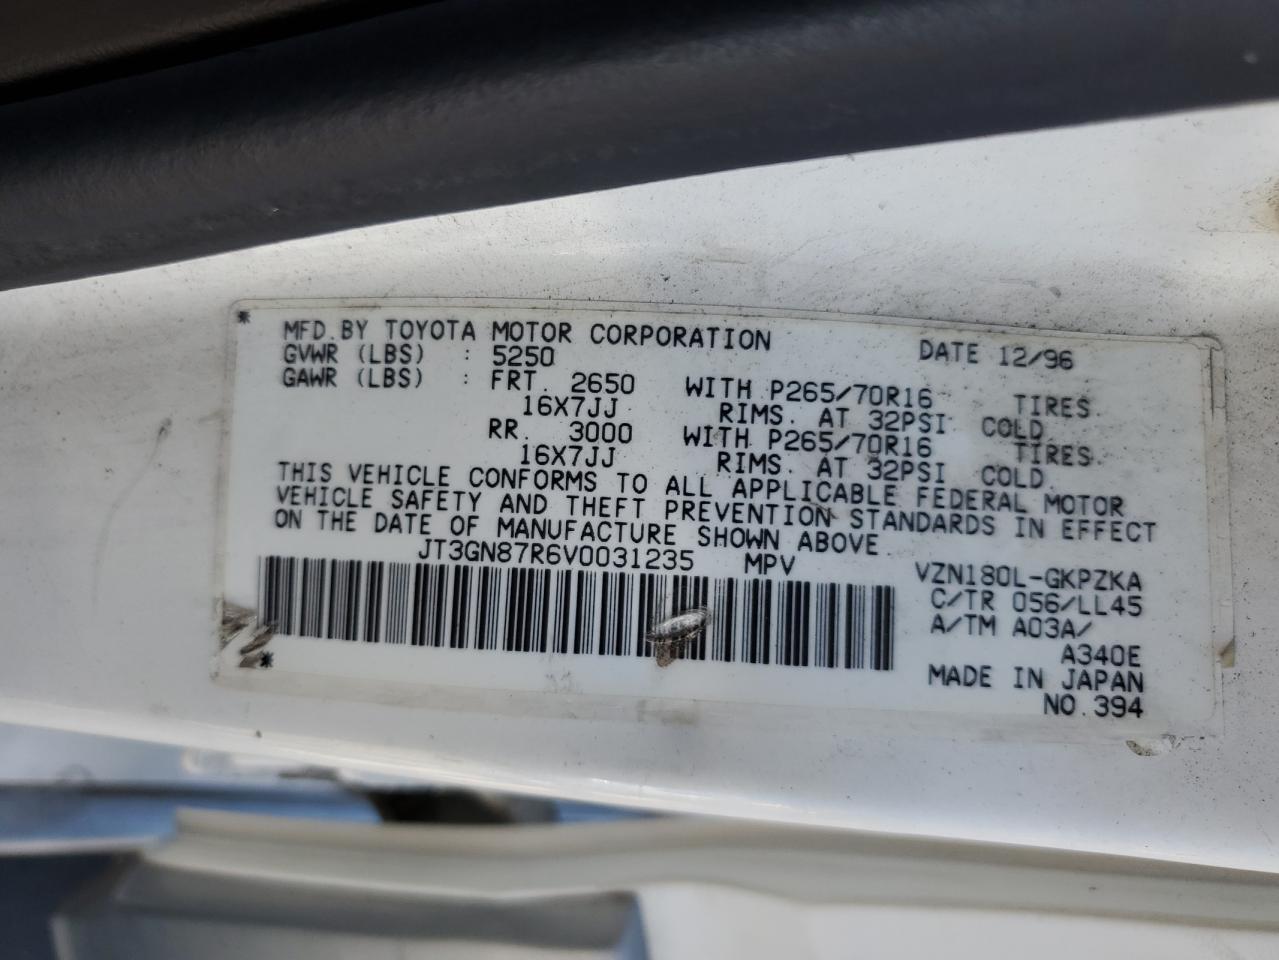 * MFD.BY TOYOTA MOTOR CORPORATION DATE 12/96
GVWR (LBS) : 5250
GAWR (LBS) : FRT. 2650 WITH P265/70R16 TIRES.
16X7JJ RIMS. AT 32PSI COLD.
RR. 3000 WITH P265/70R16 TIRES.
16X7JJ RIMS. AT 32PSI COLD.
THIS VEHICLE CONFORMS TO ALL APPLICABLE FEDERAL MOTOR
VEHICLE SAFETY AND THEFT PREVENTION STANDARDS IN EFFECT
ON THE DATE OF MANUFACTURE SHOWN ABOVE.
JT3GN87R6V0031235 MPV VZN180L-GKPZKA
C/TR 056/LL45
A/TM A03A/
A340E
* MADE IN JAPAN
NO.394